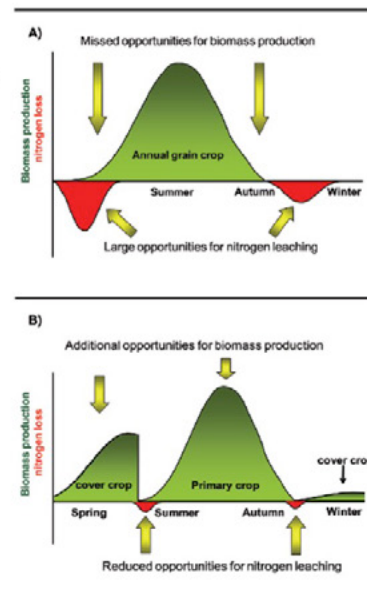 A)
Missed opportunities for biomass production
Biomass production
nitrogen loss
Annual grain crop
Summer
Autumn
Winter
Large opportunities for nitrogen leaching
B)
Additional opportunities for biomass production
Biomass production
nitrogen loss
cover cro
cover crop
Primary crop
Spring
Summer
Autumn
Winter
Reduced opportunities for nitrogen leaching